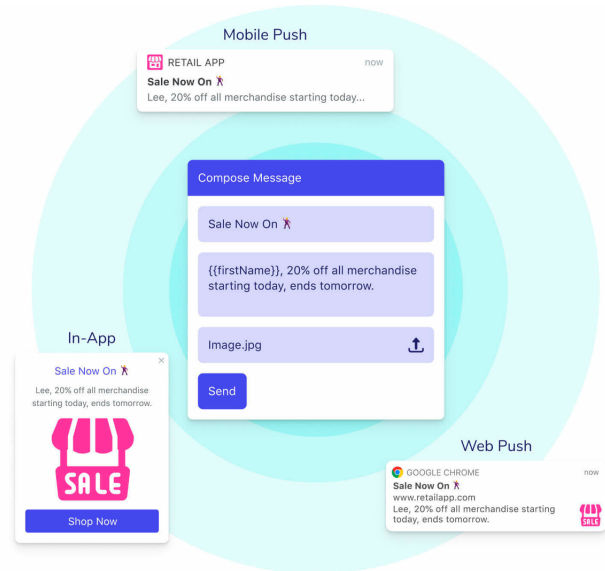 Mobile Push
RETAIL APP
now
Sale Now On 🕺
Lee, 20% off all merchandise starting today...
Compose Message
Sale Now On 🕺
{{firstName}}, 20% off all merchandise
starting today, ends tomorrow.
Image.jpg
Send
In-App
×
Sale Now On 🕺
Lee, 20% off all merchandise
starting today, ends tomorrow.
SALE
Shop Now
Web Push
GOOGLE CHROME
now
Sale Now On 🕺
www.retailapp.com
Lee, 20% off all merchandise starting
today, ends tomorrow.
SALE